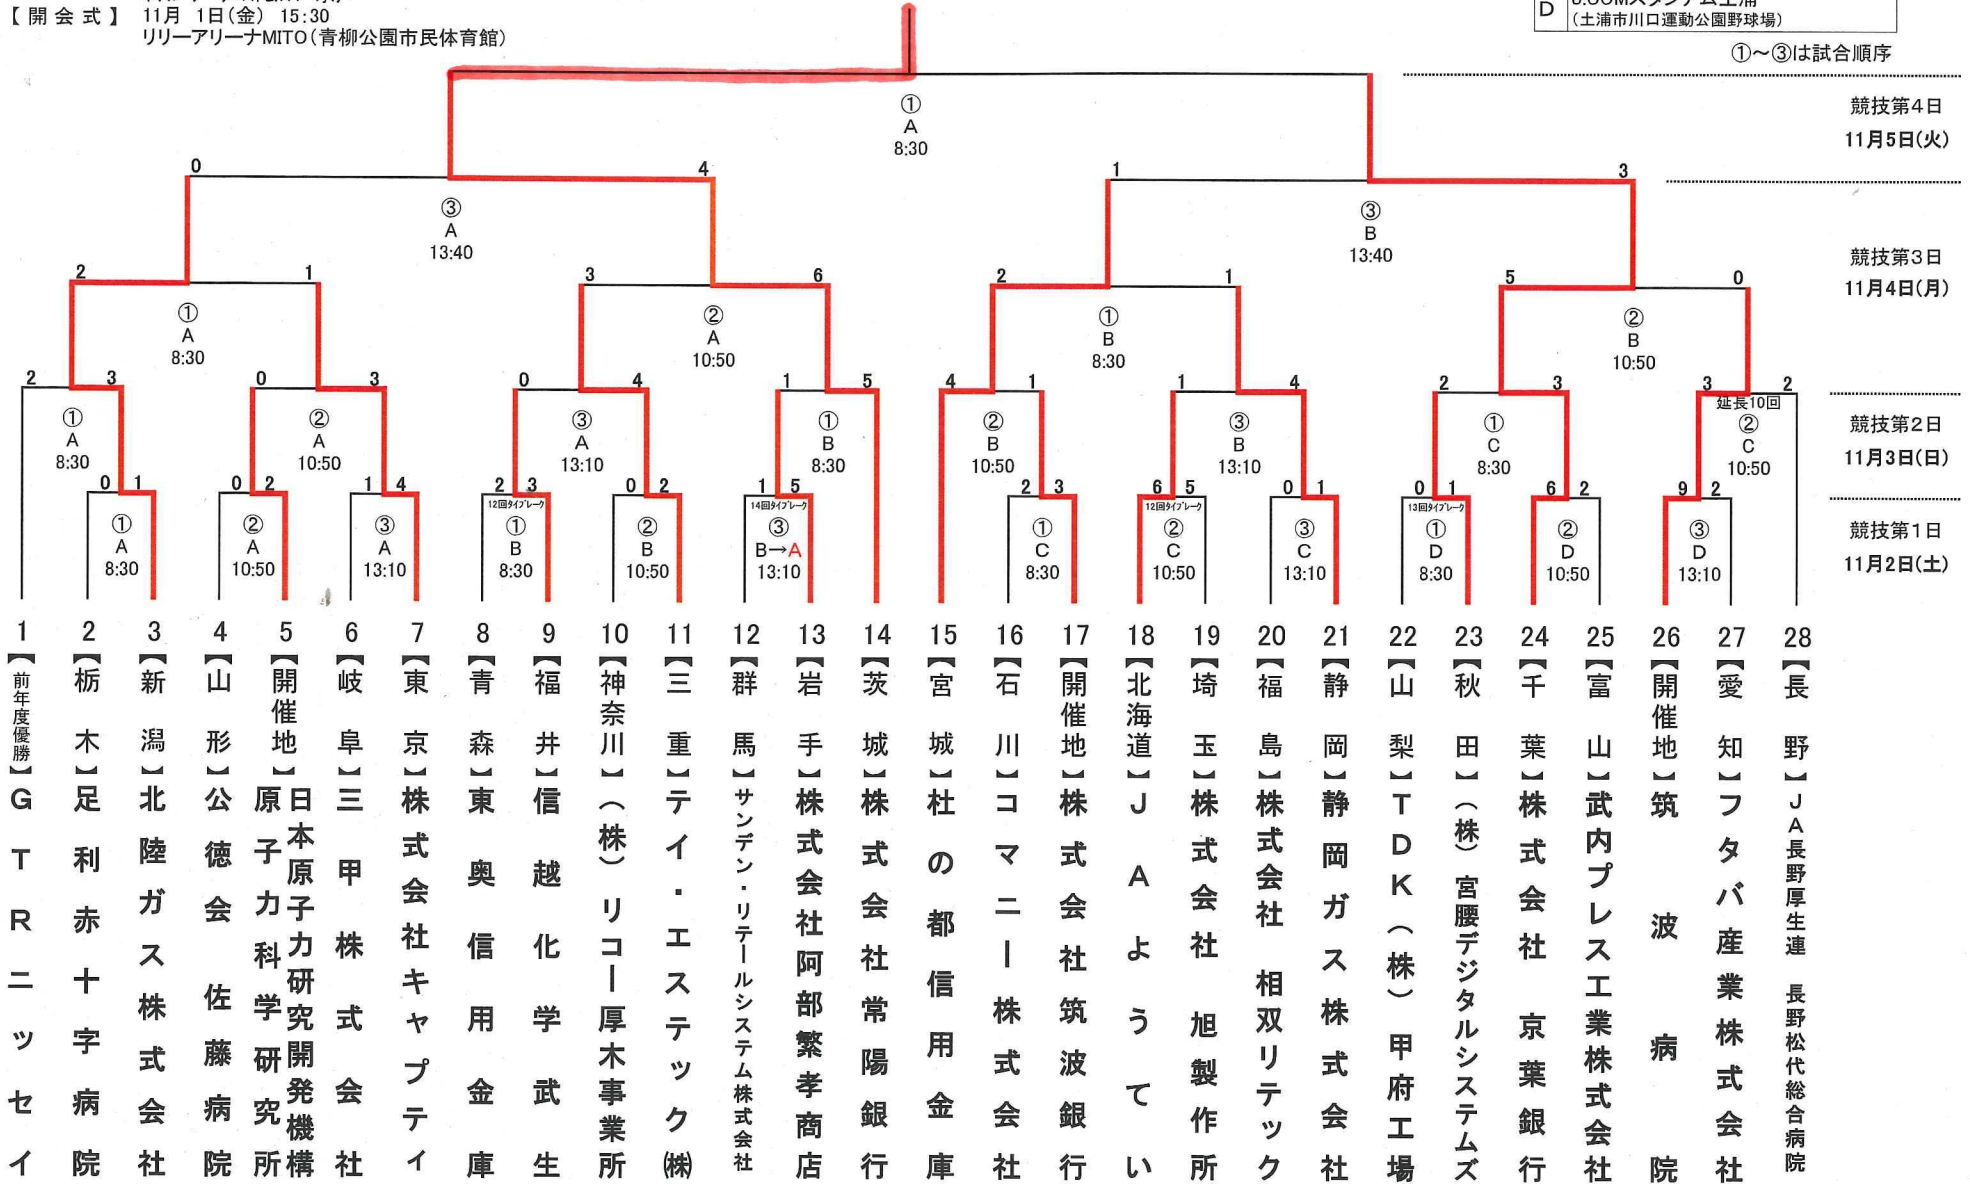 【開会式】 11月 1日(金) 15:30
リリーアリーナMITO(青柳公園市民体育館)
D
(土浦市川口運動公園野球場)
①～③は試合順序
① A 8:30
競技第4日
11月5日(火)
0 4 1 3
③ A 13:40
③ B 13:40
競技第3日
11月4日(月)
2 1 3 6 2 1 5 0
① A 8:30
② A 10:50
① B 8:30
② B 10:50
2 3 0 3 0 4 1 5 4 1 1 4 2 3 3 2
延長10回
① A 8:30
② A 10:50
③ A 13:10
① B 8:30
② B 10:50
③ B 13:10
① C 8:30
② C 10:50
競技第2日
11月3日(日)
0 1 0 2 1 4 2 3 0 2 1 5 2 3 6 5 0 1 0 1 6 2 9 2
12回タイブレーク
14回タイブレーク
12回タイブレーク
13回タイブレーク
① A 8:30
② A 10:50
③ A 13:10
① B 8:30
② B 10:50
③ B→A 13:10
① C 8:30
② C 10:50
③ C 13:10
① D 8:30
② D 10:50
③ D 13:10
競技第1日
11月2日(土)
1 【前年度優勝】 GTRニッセイ
2 【栃木】 足利赤十字病院
3 【新潟】 北陸ガス株式会社
4 【山形】 公徳会 佐藤病院
5 【開催地】 日本原子力研究開発機構
原子力科学研究所
6 【岐阜】 三甲株式会社
7 【東京】 株式会社キャプティ
8 【青森】 東奥信用金庫
9 【福井】 信越化学武生
10 【神奈川】 (株)リコー厚木事業所
11 【三重】 テイ・エステック㈱
12 【群馬】 サンデン・リテールシステム株式会社
13 【岩手】 株式会社阿部繁孝商店
14 【茨城】 株式会社常陽銀行
15 【宮城】 杜の都信用金庫
16 【石川】 コマニー株式会社
17 【開催地】 株式会社筑波銀行
18 【北海道】 JAようてい
19 【埼玉】 株式会社 旭製作所
20 【福島】 株式会社 相双リテック
21 【静岡】 静岡ガス株式会社
22 【山梨】 TDK(株)甲府工場
23 【秋田】 (株)宮腰デジタルシステムズ
24 【千葉】 株式会社 京葉銀行
25 【富山】 武内プレス工業株式会社
26 【開催地】 筑波病院
27 【愛知】 フタバ産業株式会社
28 【長野】 JA長野厚生連 長野松代総合病院